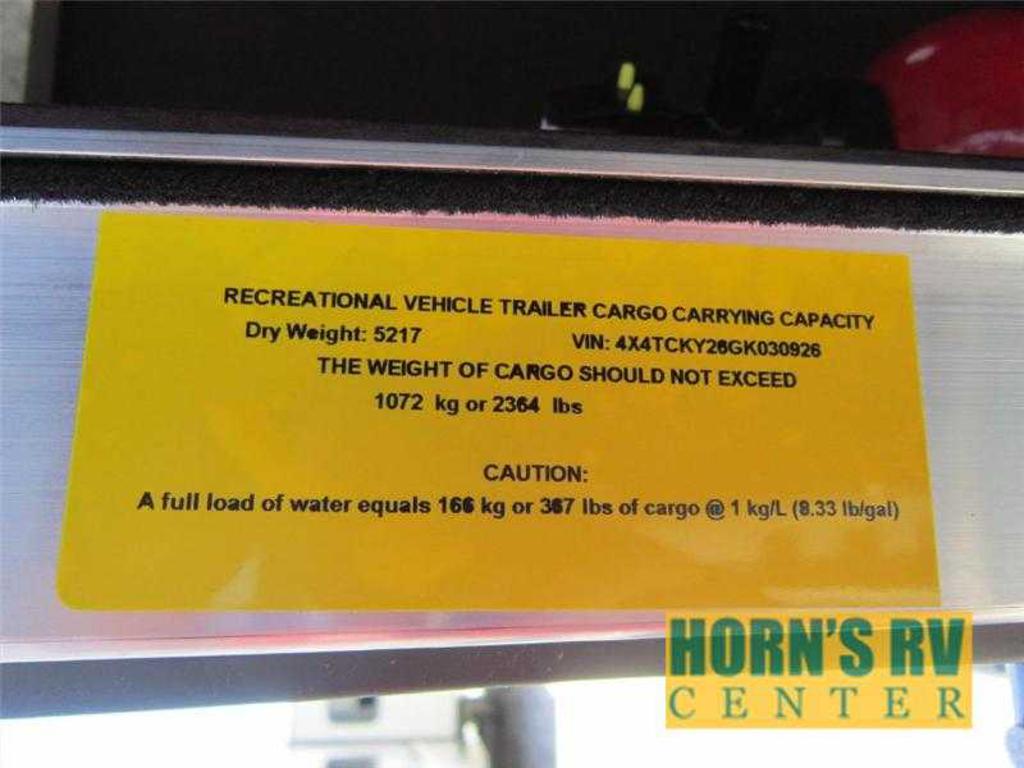 RECREATIONAL VEHICLE TRAILER CARGO CARRYING CAPACITY
Dry Weight: 5217 VIN: 4X4TCKY26GK030926
THE WEIGHT OF CARGO SHOULD NOT EXCEED
1072 kg or 2364 lbs
CAUTION:
A full load of water equals 166 kg or 367 lbs of cargo @ 1 kg/L (8.33 lb/gal)
HORN'S RV
CENTER